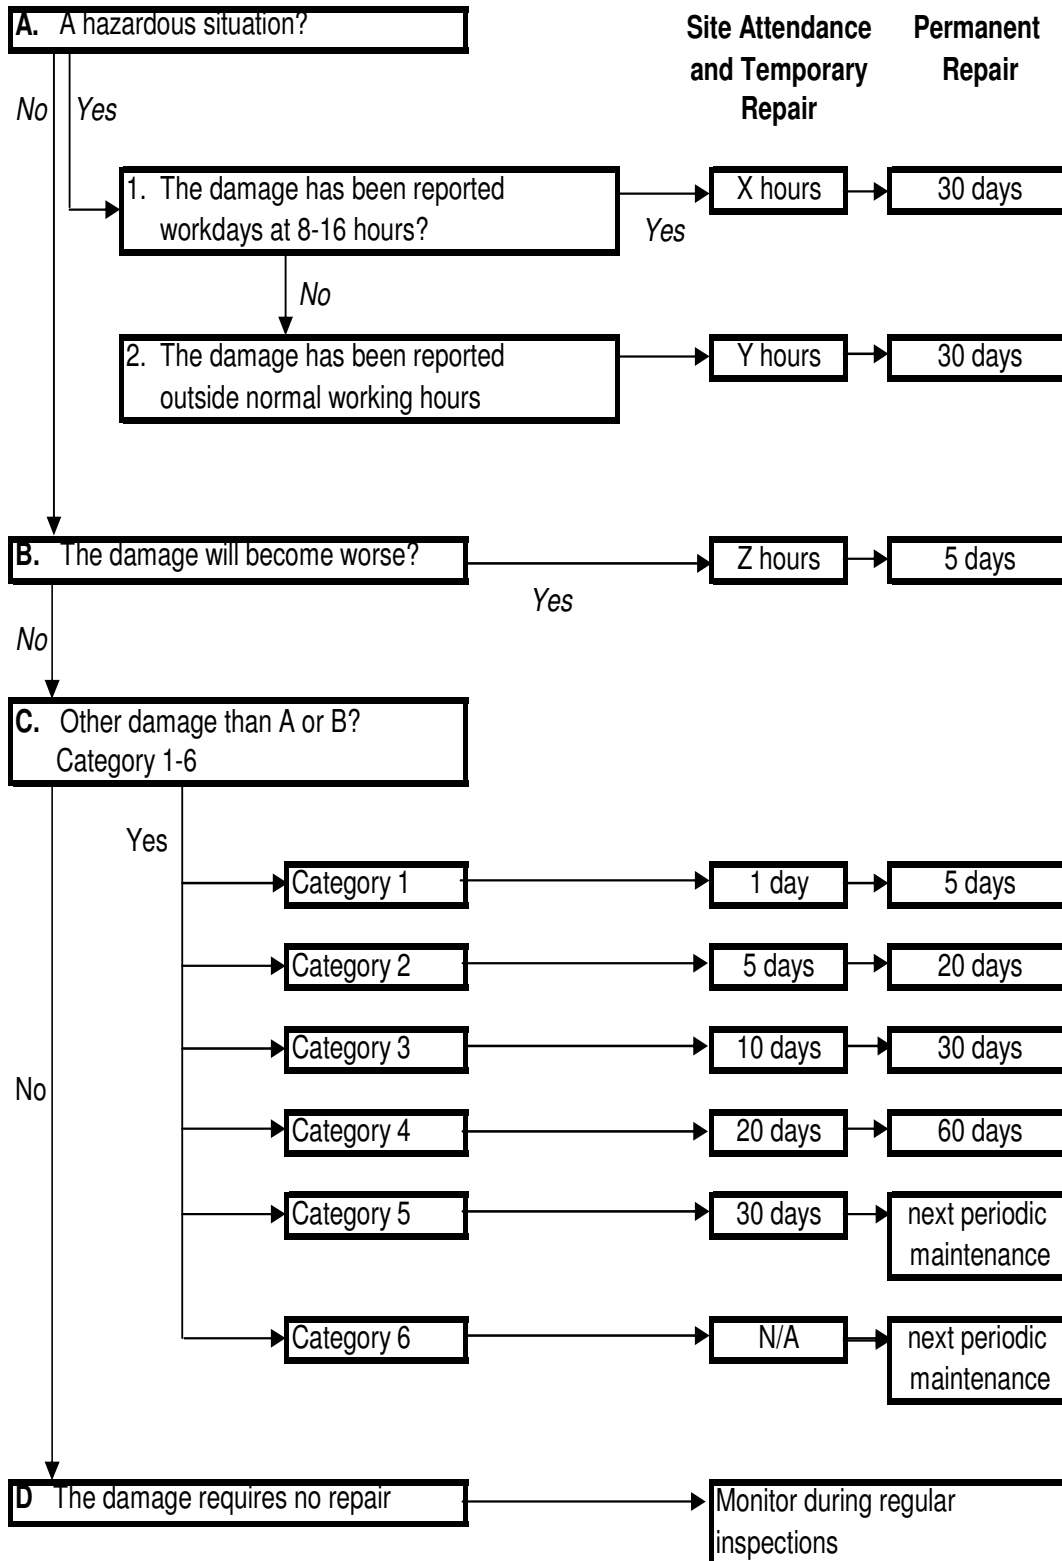 A. A hazardous situation?
Site Attendance and Temporary Repair
Permanent Repair
No
Yes
1. The damage has been reported
workdays at 8-16 hours?
Yes
X hours
30 days
No
2. The damage has been reported
outside normal working hours
Y hours
30 days
B. The damage will become worse?
Yes
Z hours
5 days
No
C. Other damage than A or B?
Category 1-6
Yes
Category 1
1 day
5 days
Category 2
5 days
20 days
Category 3
10 days
30 days
No
Category 4
20 days
60 days
Category 5
30 days
next periodic
maintenance
Category 6
N/A
next periodic
maintenance
D The damage requires no repair
Monitor during regular
inspections